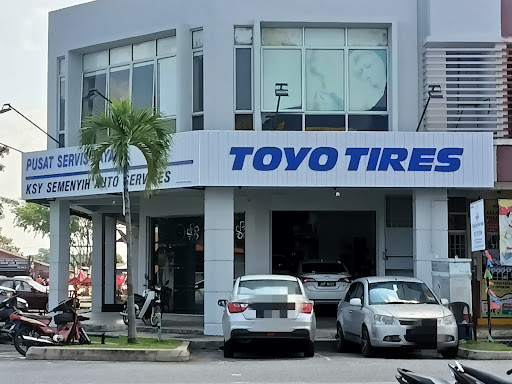 PUSAT SERVIS
KSY SEMENYIH AUTO SERVICES
TOYO TIRES